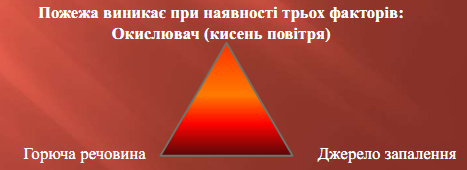 Пожежа виникає при наявності трьох факторів:
Окислювач (кисень повітря)
Горюча речовина
Джерело запалення